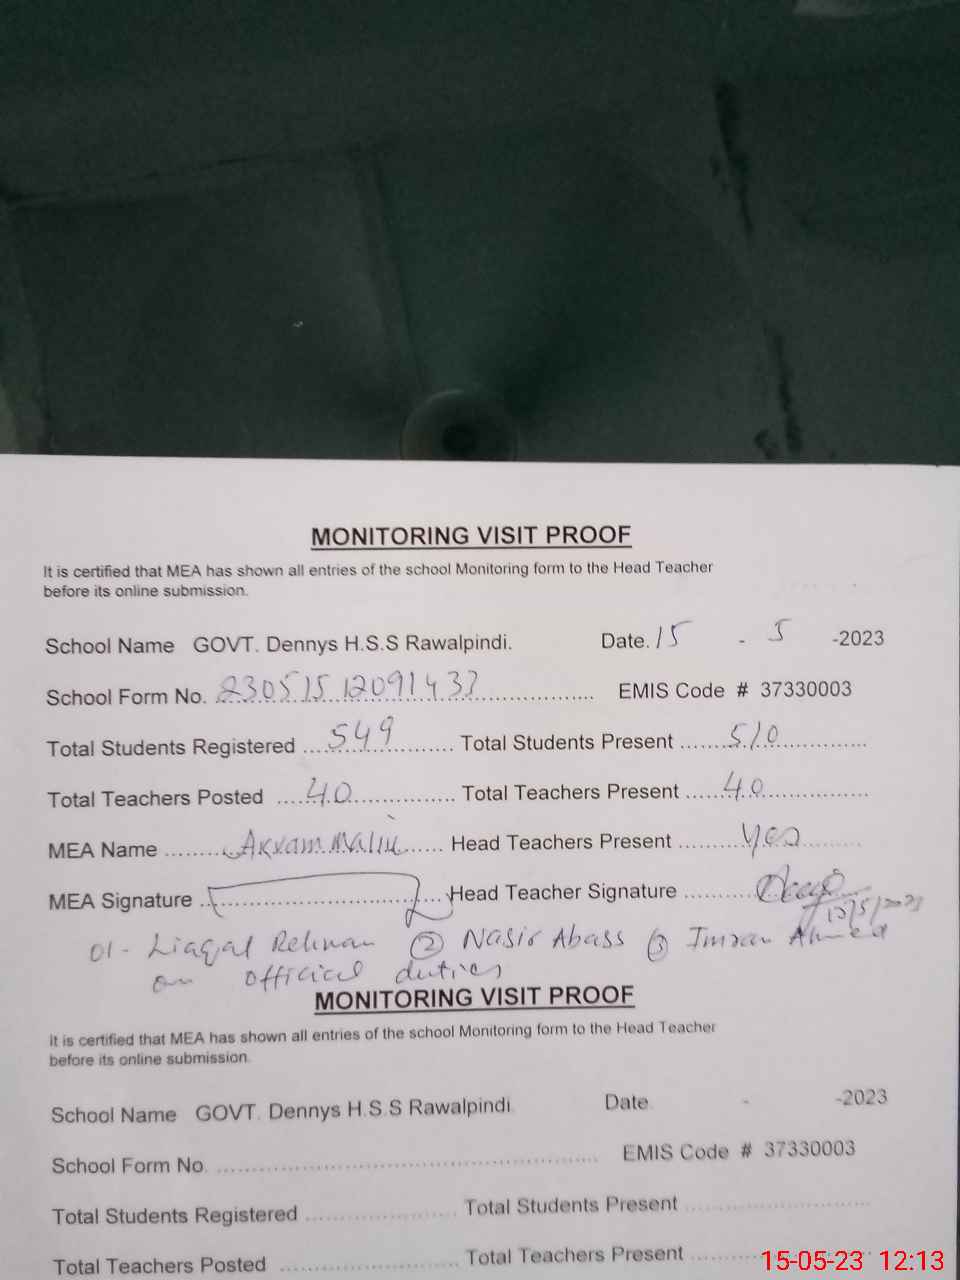 MONITORING VISIT PROOF
It is certified that MEA has shown all entries of the school Monitoring form to the Head Teacher
before its online submission.
School Name GOVT. Dennys H.S.S Rawalpindi. Date. 15 - 5 -2023
School Form No. EMIS Code # 37330003
Total Students Registered ....549.... Total Students Present ....510....
Total Teachers Posted ....40.... Total Teachers Present ....40....
MEA Name ........Akram Malik...... Head Teachers Present ........yes........
MEA Signature ............ Head Teacher Signature ............
15/5/2023
01- Liaqat Rehman ② Nasir Abass ③ Imran Ahmed
on official duties
MONITORING VISIT PROOF
It is certified that MEA has shown all entries of the school Monitoring form to the Head Teacher
before its online submission.
School Name GOVT. Dennys H.S.S Rawalpindi. Date. - -2023
School Form No. ............ EMIS Code # 37330003
Total Students Registered ............ Total Students Present ............
Total Teachers Posted ............ Total Teachers Present ............
15-05-23 12:13